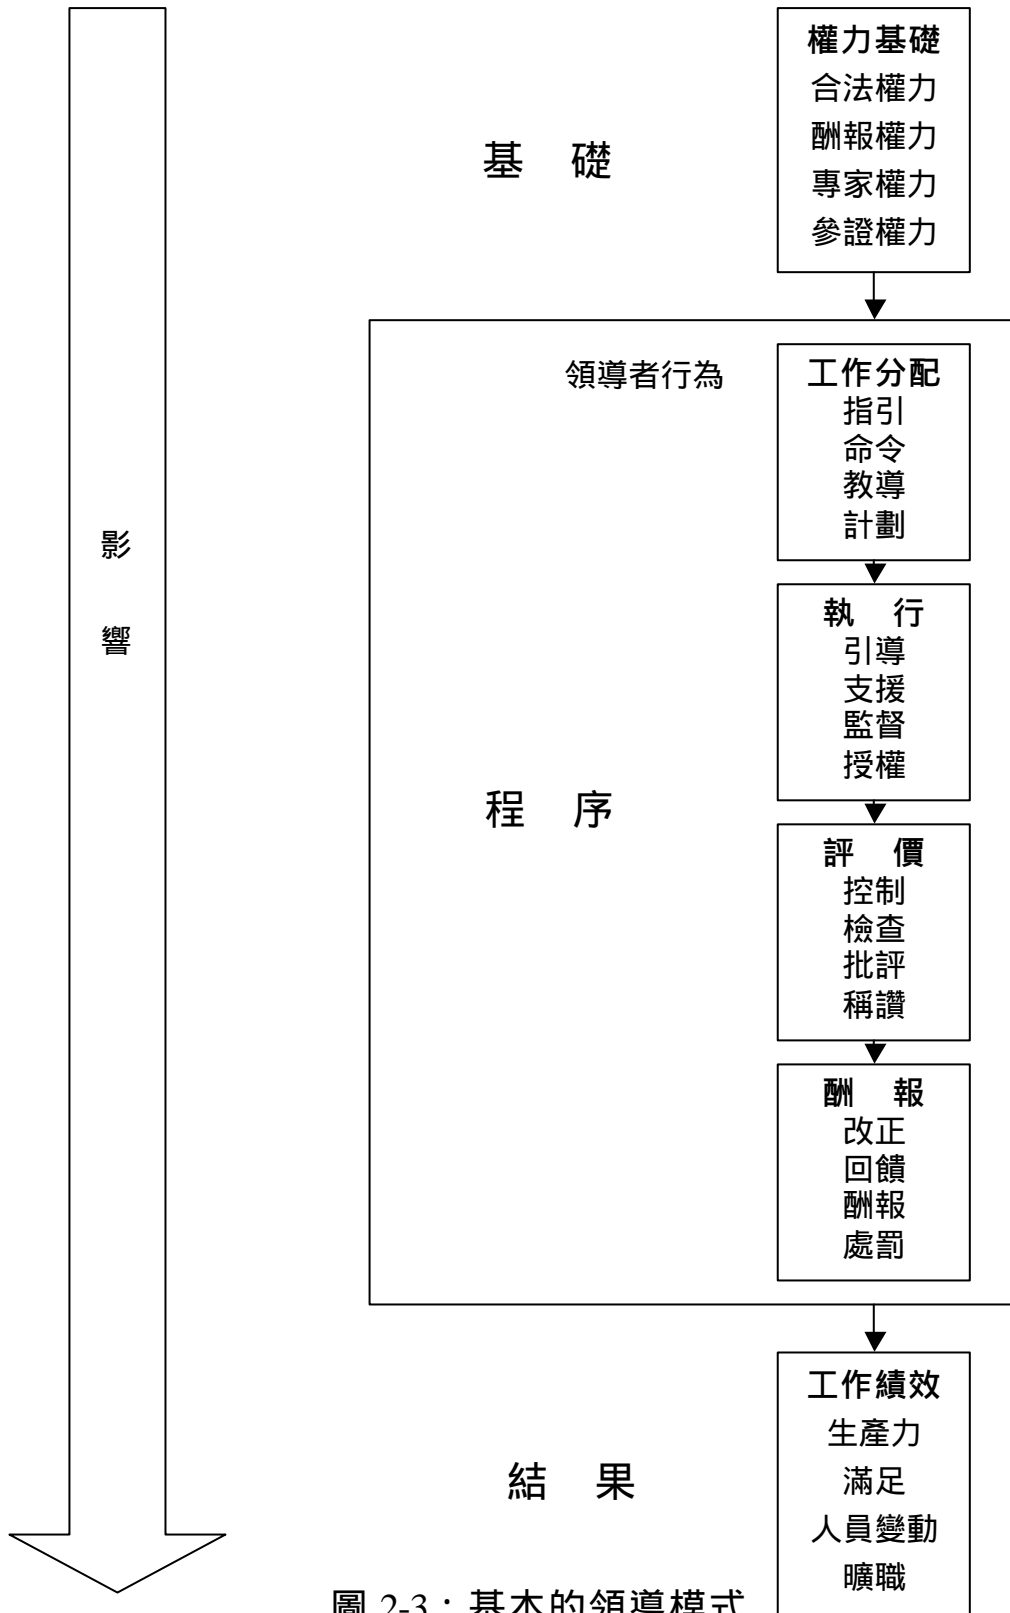 權力基礎
合法權力
酬報權力
專家權力
參證權力
基 礎
領導者行為
工作分配
指引
命令
教導
計劃
影
響
執 行
引導
支援
監督
授權
程 序
評 價
控制
檢查
批評
稱讚
酬 報
改正
回饋
酬報
處罰
工作績效
生產力
滿足
人員變動
曠職
結 果
圖 2-3：基本的領導模式